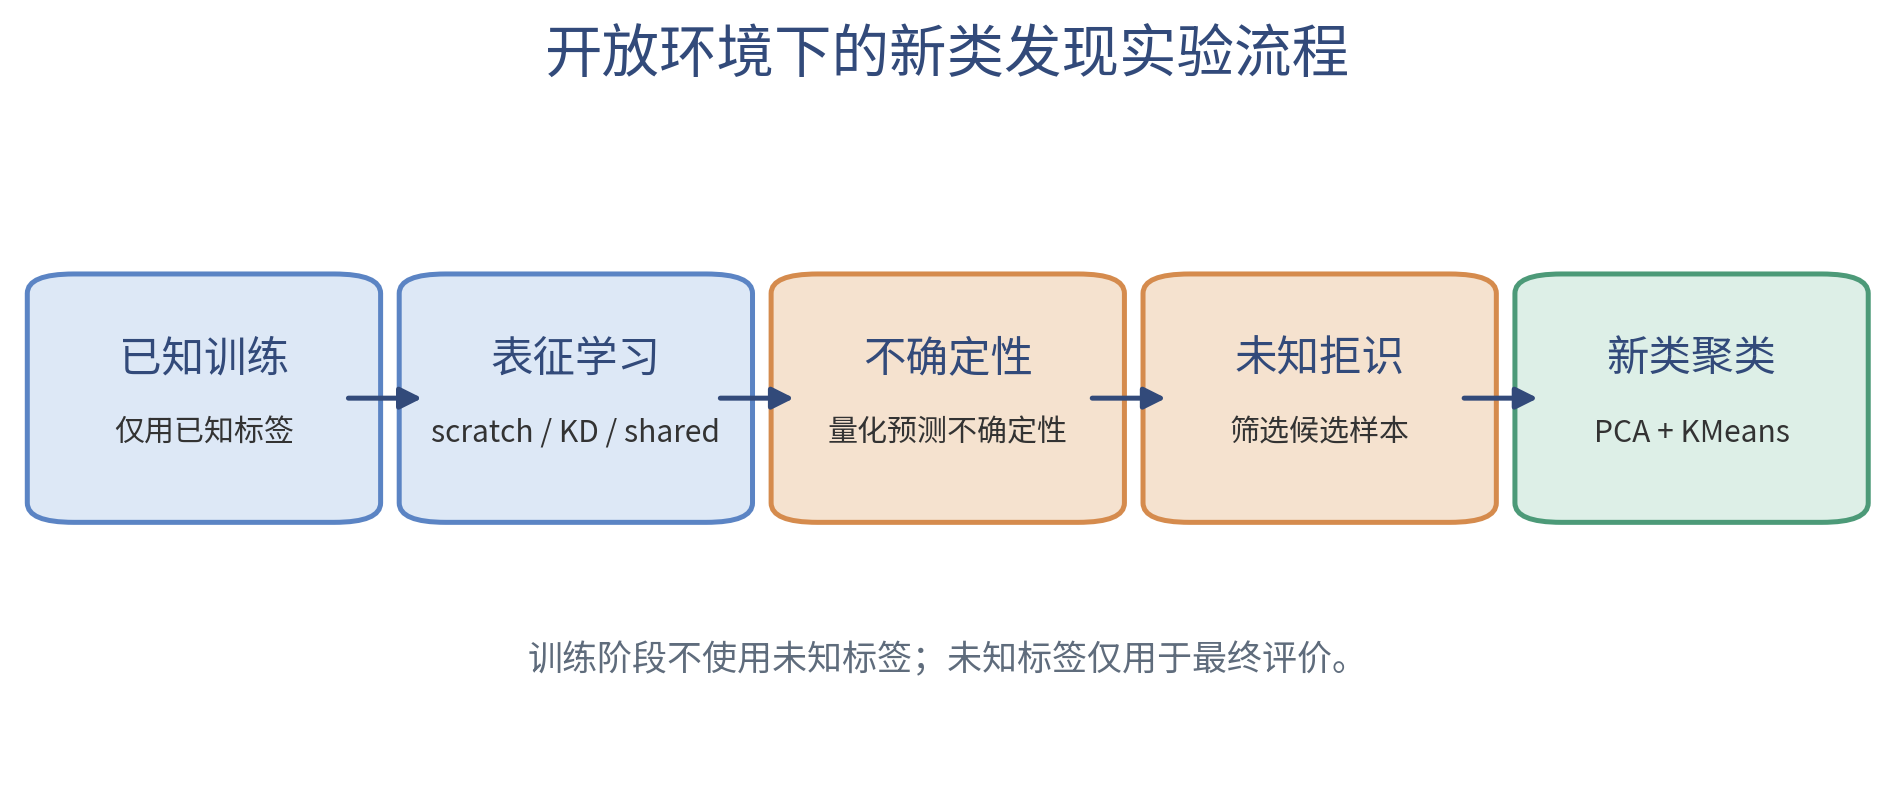 开放环境下的新类发现实验流程
已知训练
仅用已知标签
表征学习
scratch / KD / shared
不确定性
量化预测不确定性
未知拒识
筛选候选样本
新类聚类
PCA + KMeans
训练阶段不使用未知标签；未知标签仅用于最终评价。